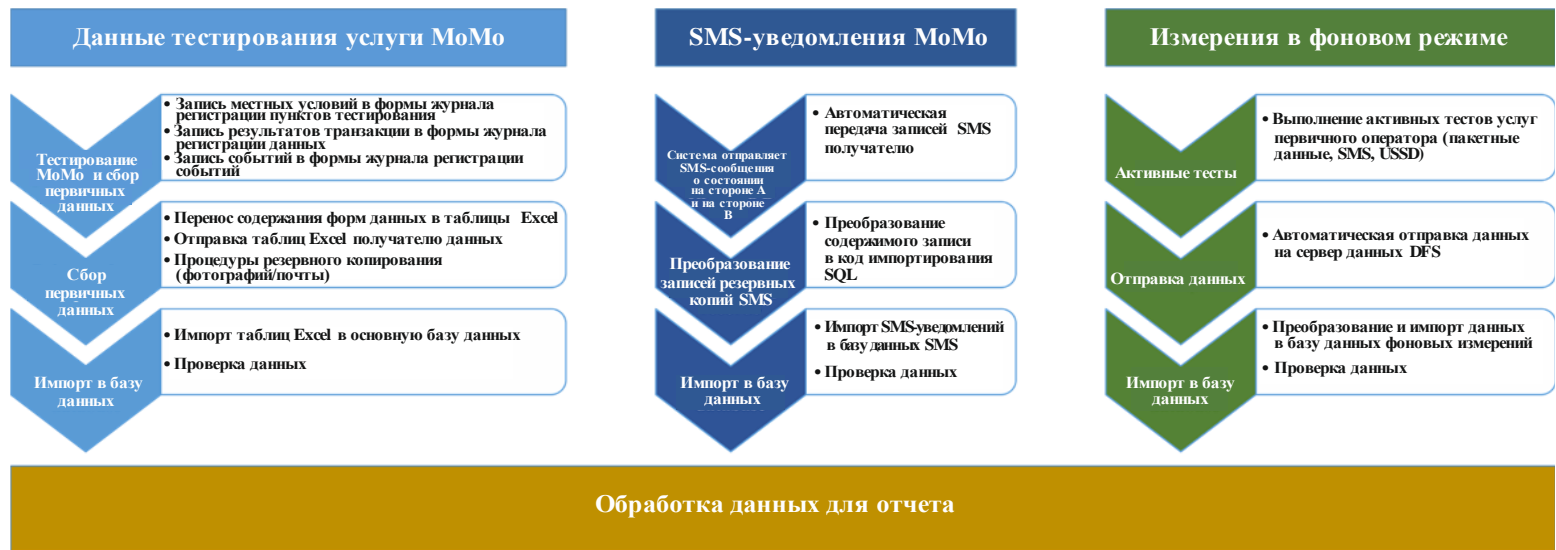 Данные тестирования услуги MoMo
Тестирование
MoMo и сбор
первичных
данных
• Запись местных условий в формы журнала
регистрации пунктов тестирования
• Запись результатов транзакции в формы журнала
регистрации данных
• Запись событий в формы журнала регистрации
событий
Сбор
первичных
данных
• Перенос содержания форм данных в таблицы Excel
• Отправка таблиц Excel получателю данных
• Процедуры резервного копирования
(фотографий/почты)
Импорт в базу
данных
• Импорт таблиц Excel в основную базу данных
• Проверка данных
SMS-уведомления MoMo
Система отправляет
SMS-сообщения
о состоянии
на стороне А
и на стороне
В
• Автоматическая
передача записей SMS
получателю
Преобразование
записей резервных
копий SMS
• Преобразование
содержимого записи
в код импортирования
SQL
Импорт в базу
данных
• Импорт SMS-уведомлений
в базу данных SMS
• Проверка данных
Измерения в фоновом режиме
Активные тесты
• Выполнение активных тестов услуг
первичного оператора (пакетные
данные, SMS, USSD)
Отправка данных
• Автоматическая отправка данных
на сервер данных DFS
Импорт в базу
данных
• Преобразование и импорт данных
в базу данных фоновых измерений
• Проверка данных
Обработка данных для отчета